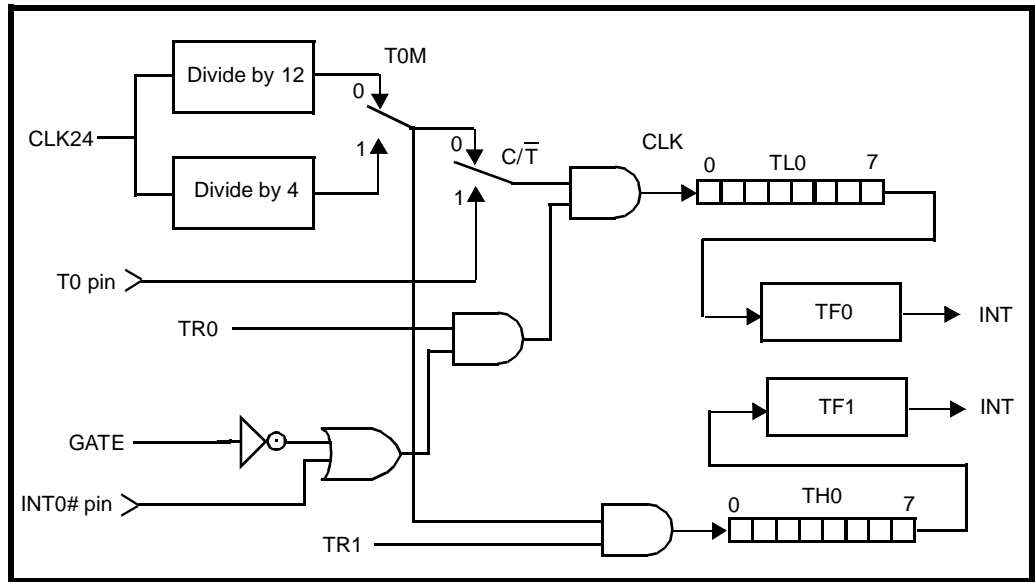 Divide by 12
T0M
0
CLK24
1
0
C/T̅
CLK
0 TL0 7
Divide by 4
1
T0 pin
TR0
TF0
INT
TF1
INT
GATE
INT0# pin
0 TH0 7
TR1